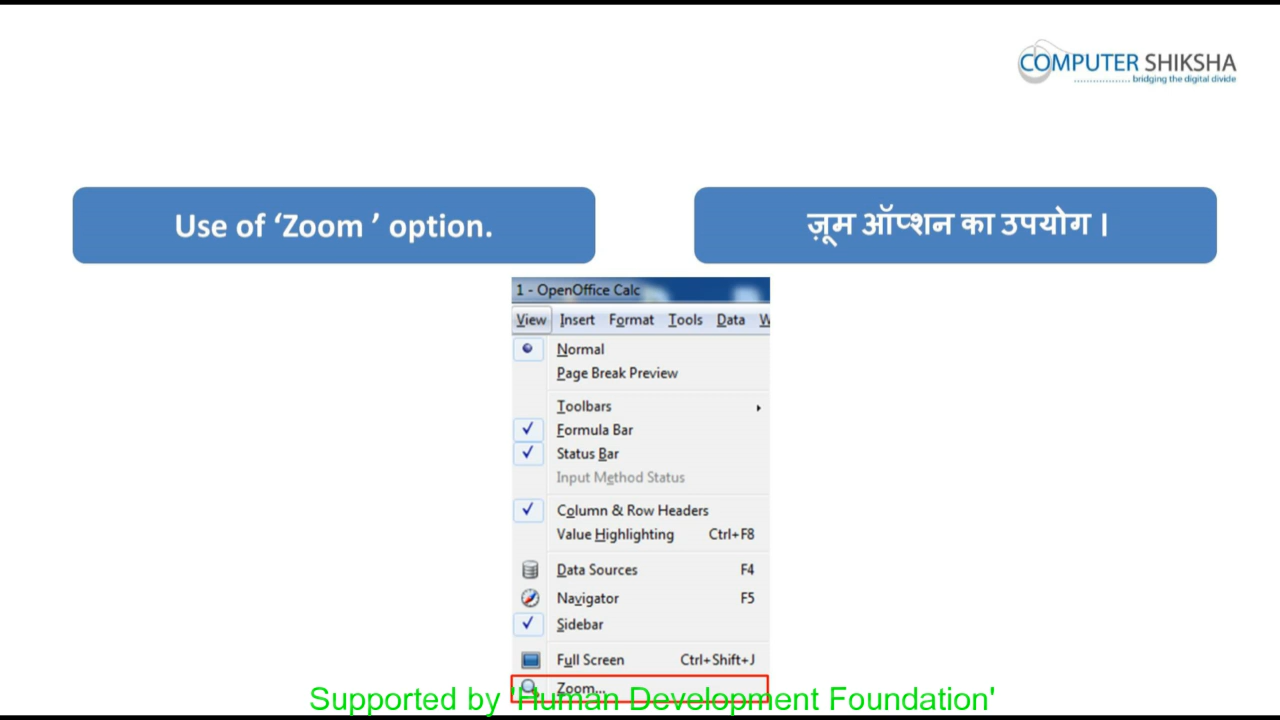 COMPUTER SHIKSHA
bridging the digital divide
Use of ‘Zoom ’ option.
ज़ूम ऑप्शन का उपयोग ।
1 - OpenOffice Calc
View Insert Format Tools Data W
Normal
Page Break Preview
Toolbars
Formula Bar
Status Bar
Input Method Status
Column & Row Headers
Value Highlighting Ctrl+F8
Data Sources F4
Navigator F5
Sidebar
Full Screen Ctrl+Shift+J
Zoom...
Supported by 'Human Development Foundation'